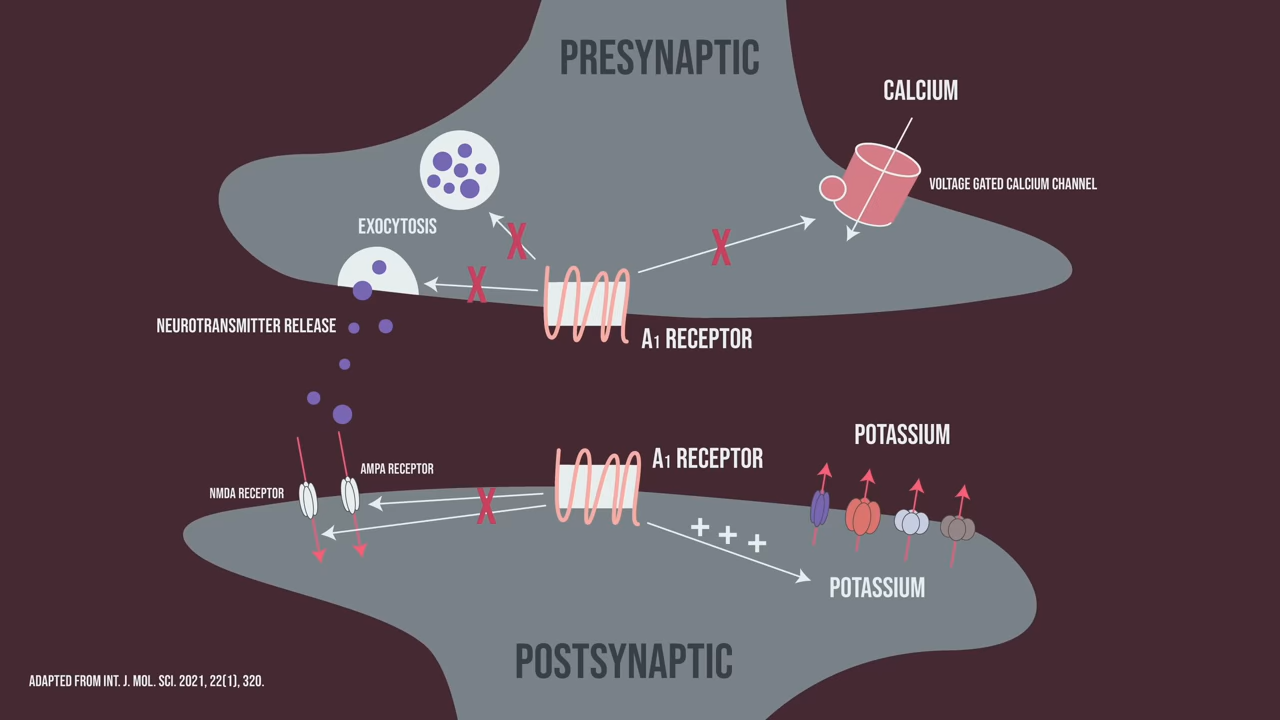 PRESYNAPTIC
CALCIUM
VOLTAGE GATED CALCIUM CHANNEL
EXOCYTOSIS
X
X
X
NEUROTRANSMITTER RELEASE
A1 RECEPTOR
POTASSIUM
A1 RECEPTOR
AMPA RECEPTOR
NMDA RECEPTOR
X
+ + +
POTASSIUM
POSTSYNAPTIC
ADAPTED FROM INT. J. MOL. SCI. 2021, 22(1), 320.